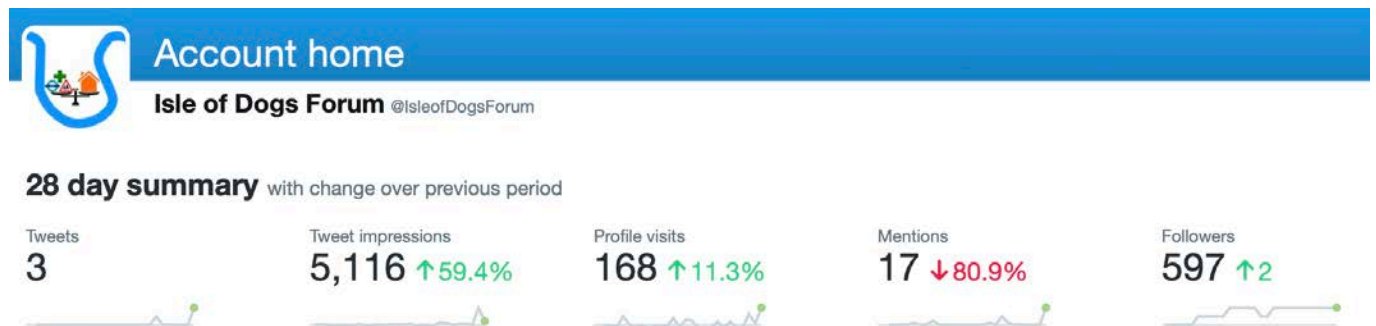 Account home
Isle of Dogs Forum @IsleofDogsForum
28 day summary with change over previous period
Tweets Tweet impressions Profile visits Mentions Followers
3 5,116 ↑59.4% 168 ↑11.3% 17 ↓80.9% 597 ↑2